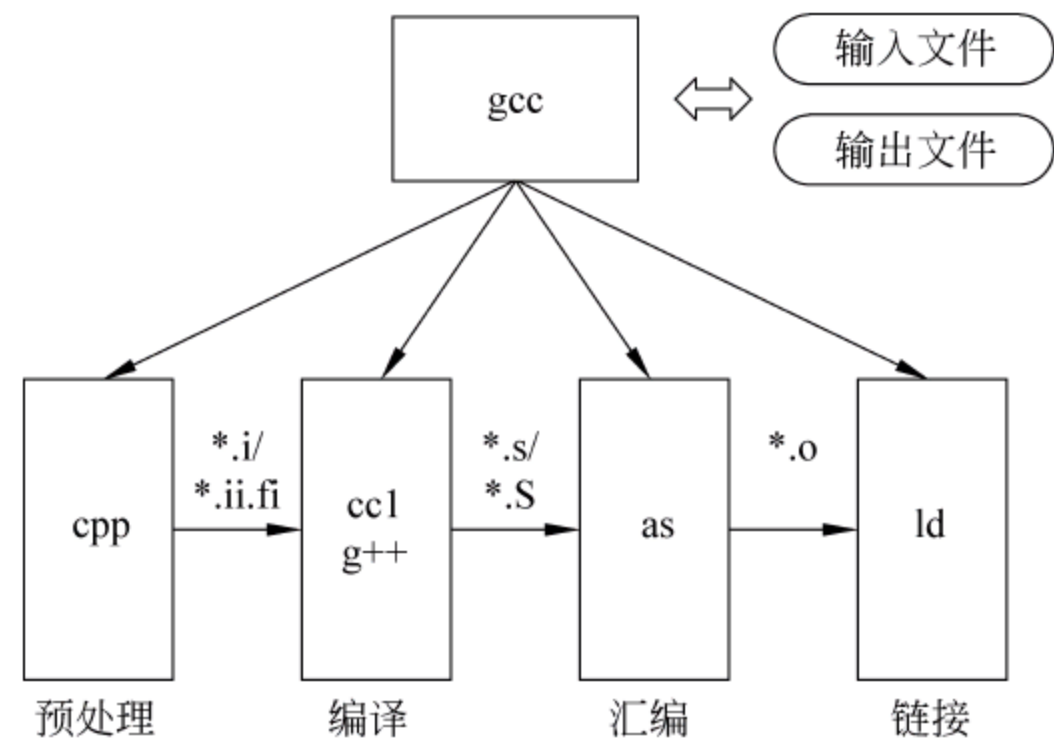 gcc
输入文件
输出文件
*.i/
*.ii.fi
*.s/
*.S
*.o
cpp
cc1
g++
as
ld
预处理
编译
汇编
链接